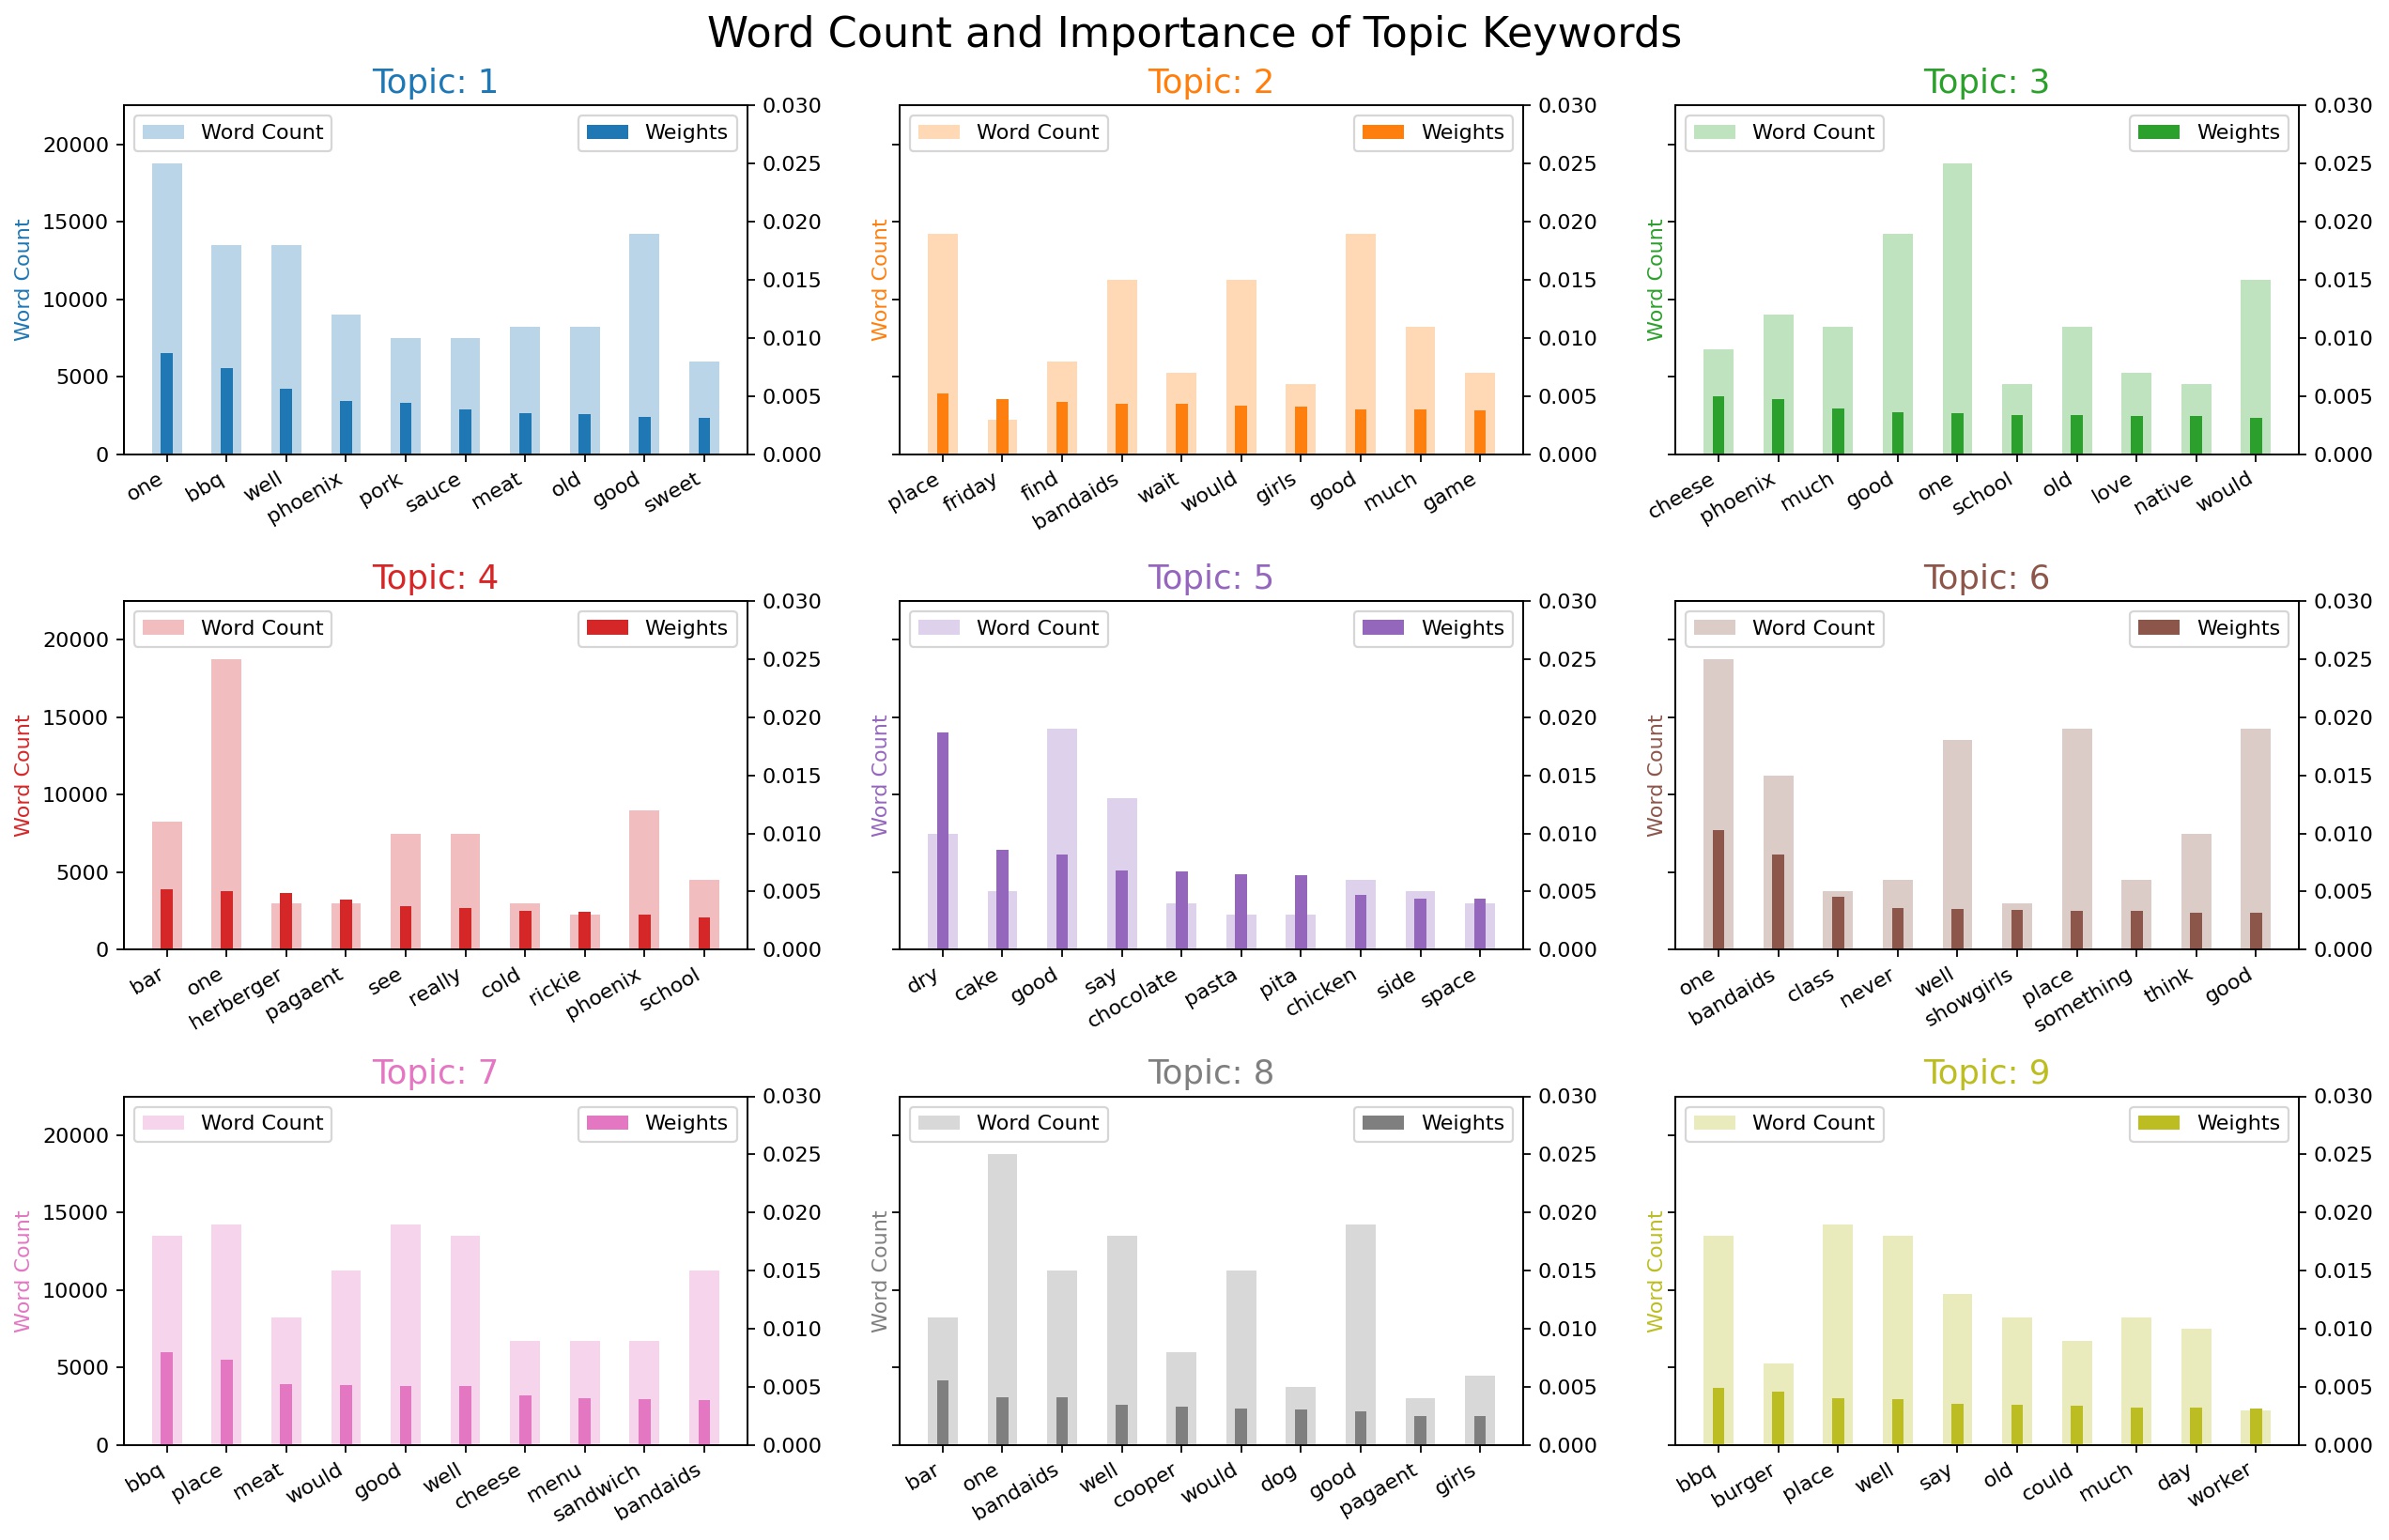 Word Count and Importance of Topic Keywords
Topic: 1
Word Count
Weights
Word Count
20000
15000
10000
5000
0
0.030
0.025
0.020
0.015
0.010
0.005
0.000
one bbq well phoenix pork sauce meat old good sweet
Topic: 2
Word Count
Weights
Word Count
0.030
0.025
0.020
0.015
0.010
0.005
0.000
place friday find bandaids wait would girls good much game
Topic: 3
Word Count
Weights
Word Count
0.030
0.025
0.020
0.015
0.010
0.005
0.000
cheese phoenix much good one school old love native would
Topic: 4
Word Count
Weights
Word Count
20000
15000
10000
5000
0
0.030
0.025
0.020
0.015
0.010
0.005
0.000
bar one herberger pagaent see really cold rickie phoenix school
Topic: 5
Word Count
Weights
Word Count
0.030
0.025
0.020
0.015
0.010
0.005
0.000
dry cake good say chocolate pasta pita chicken side space
Topic: 6
Word Count
Weights
Word Count
0.030
0.025
0.020
0.015
0.010
0.005
0.000
one bandaids class never well showgirls place something think good
Topic: 7
Word Count
Weights
Word Count
20000
15000
10000
5000
0
0.030
0.025
0.020
0.015
0.010
0.005
0.000
bbq place meat would good well cheese menu sandwich bandaids
Topic: 8
Word Count
Weights
Word Count
0.030
0.025
0.020
0.015
0.010
0.005
0.000
bar one bandaids well cooper would dog good pagaent girls
Topic: 9
Word Count
Weights
Word Count
0.030
0.025
0.020
0.015
0.010
0.005
0.000
bbq burger place well say old could much day worker